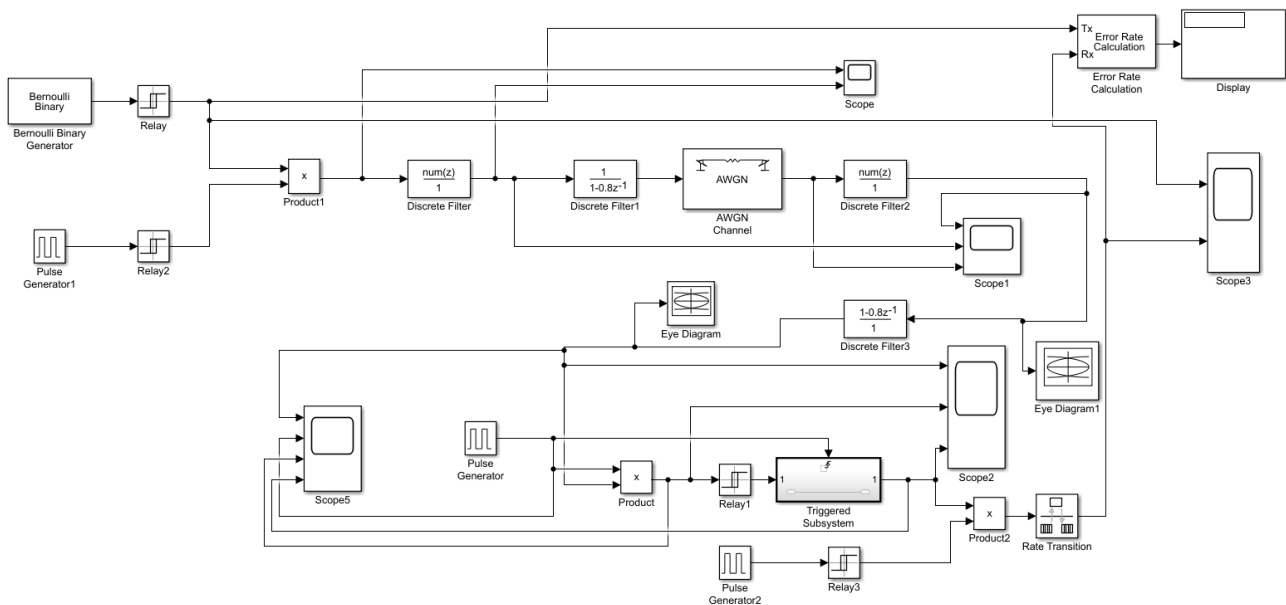 Tx
Rx
Error Rate
Calculation
Error Rate
Calculation
Display
Bernoulli
Binary
Bernoulli Binary
Generator
Relay
Scope
x
Product1
num(z)
1
Discrete Filter
1
1-0.8z-1
Discrete Filter1
AWGN
AWGN
Channel
num(z)
1
Discrete Filter2
Pulse
Generator1
Relay2
Scope1
Scope3
Eye Diagram
1-0.8z-1
1
Discrete Filter3
Eye Diagram1
Scope5
Pulse
Generator
x
Product
Relay1
1
1
Triggered
Subsystem
Scope2
x
Product2
Rate Transition
Pulse
Generator2
Relay3